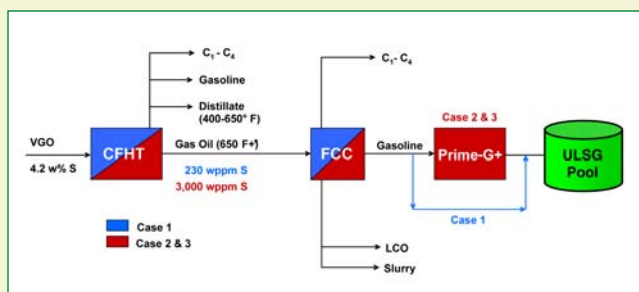 C₁ - C₄
Gasoline
Distillate
(400-650° F)
VGO
4.2 w% S
CFHT
Gas Oil (650 F+)
230 wppm S
3,000 wppm S
C₁- C₄
FCC
LCO
Slurry
Gasoline
Case 2 & 3
Prime-G+
Case 1
ULSG
Pool
Case 1
Case 2 & 3